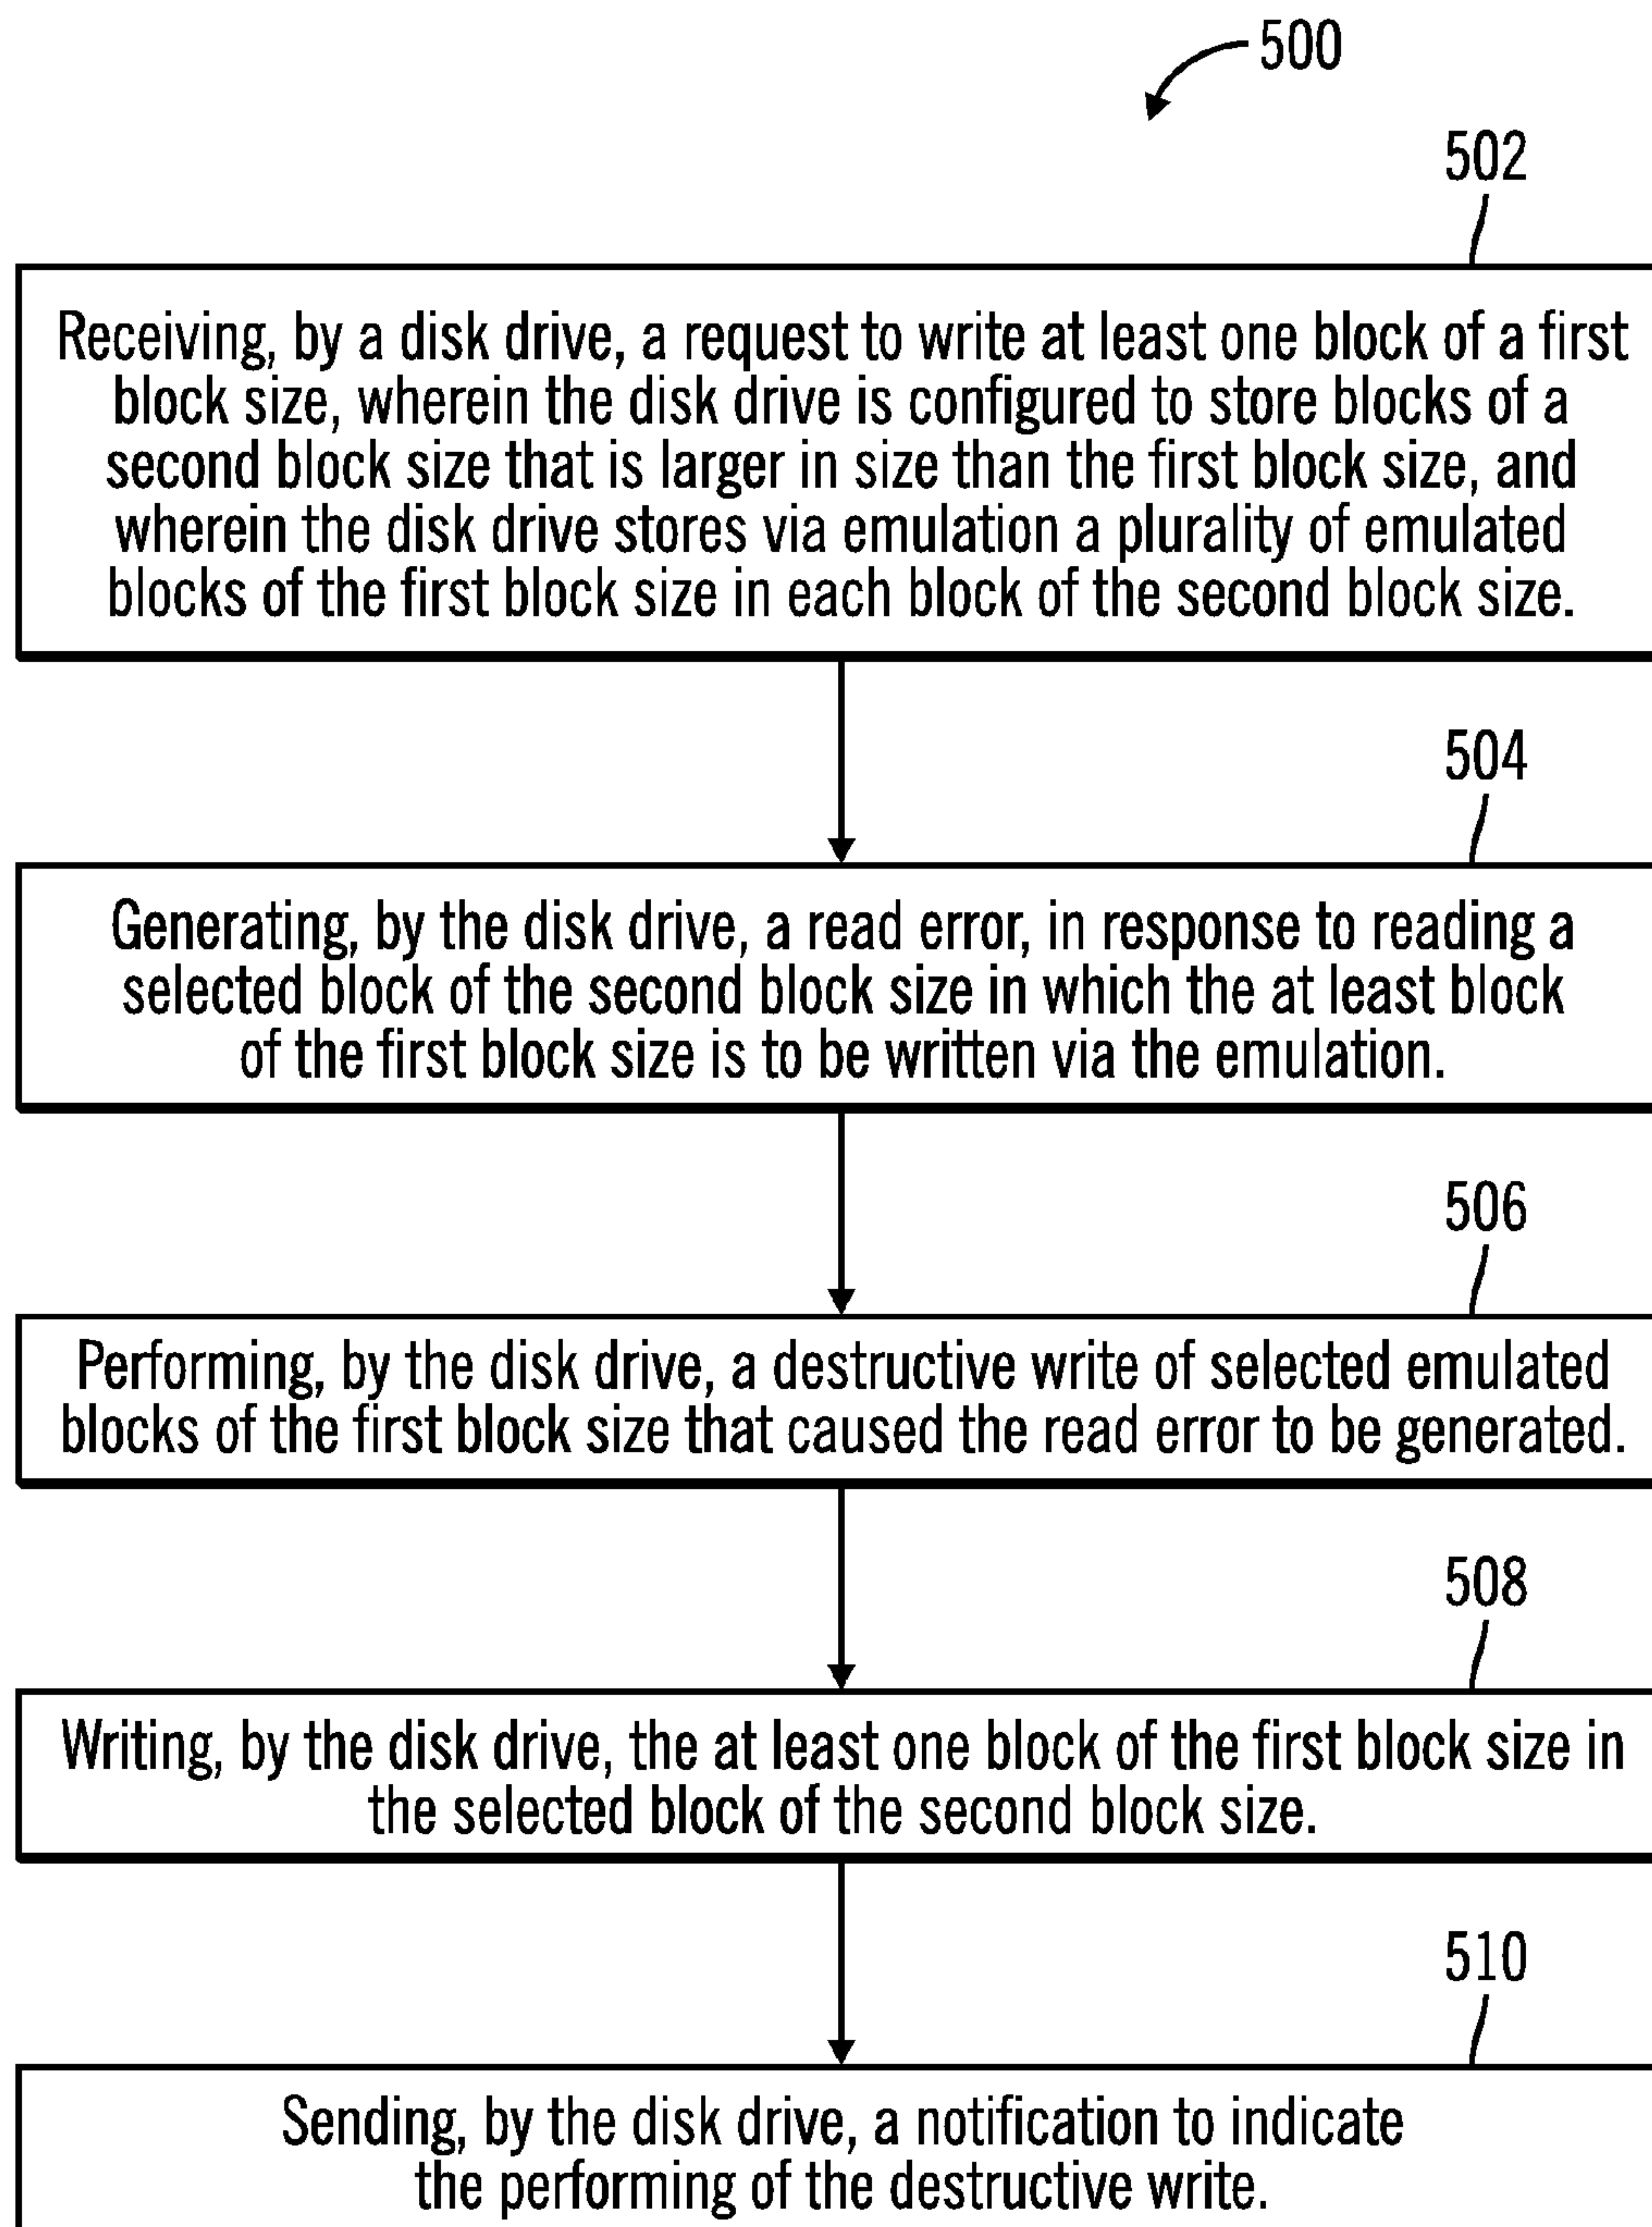 500
502
Receiving, by a disk drive, a request to write at least one block of a first
block size, wherein the disk drive is configured to store blocks of a
second block size that is larger in size than the first block size, and
wherein the disk drive stores via emulation a plurality of emulated
blocks of the first block size in each block of the second block size.
504
Generating, by the disk drive, a read error, in response to reading a
selected block of the second block size in which the at least block
of the first block size is to be written via the emulation.
506
Performing, by the disk drive, a destructive write of selected emulated
blocks of the first block size that caused the read error to be generated.
508
Writing, by the disk drive, the at least one block of the first block size in
the selected block of the second block size.
510
Sending, by the disk drive, a notification to indicate
the performing of the destructive write.